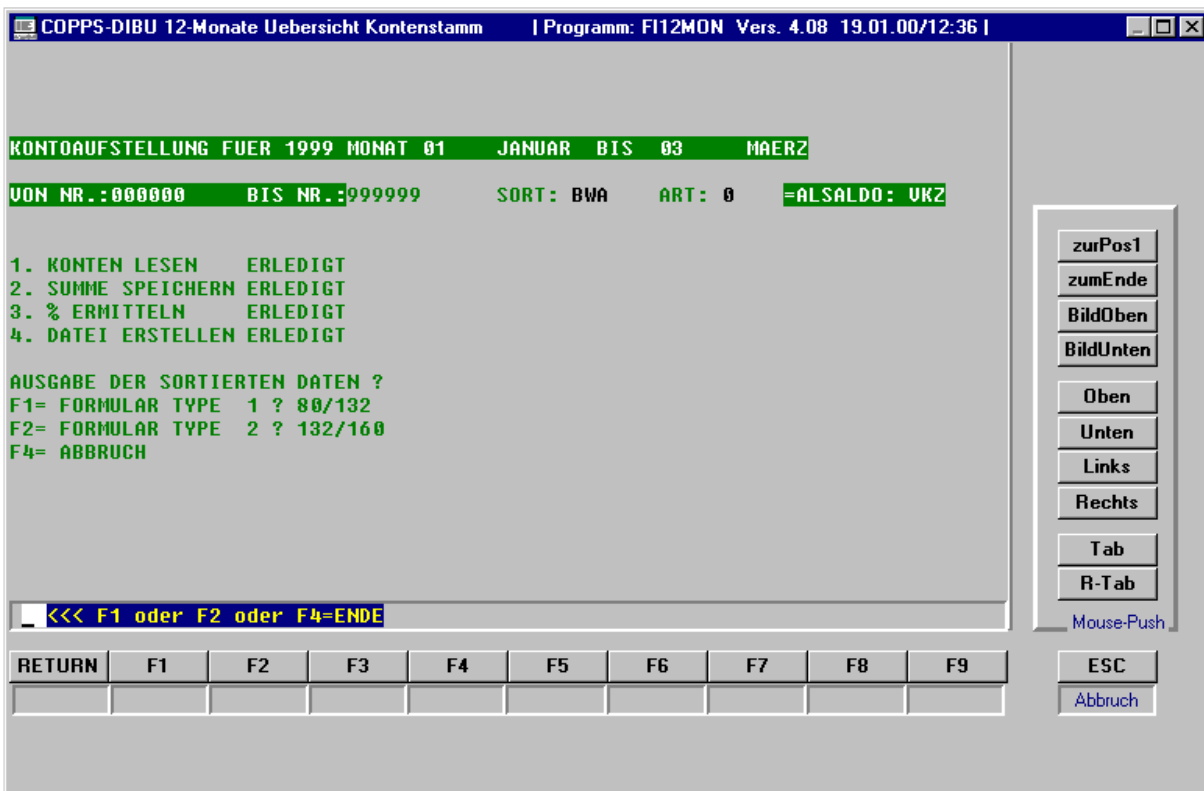 COPPS-DIBU 12-Monate Uebersicht Kontenstamm | Programm: FI12MON Vers. 4.08 19.01.00/12:36 |
KONTOAUFSTELLUNG FUER 1999 MONAT 01 JANUAR BIS 03 MAERZ
VON NR.:000000 BIS NR.:999999 SORT: BWA ART: 0 =ALSALDO: VKZ
1. KONTEN LESEN ERLEDIGT
2. SUMME SPEICHERN ERLEDIGT
3. % ERMITTELN ERLEDIGT
4. DATEI ERSTELLEN ERLEDIGT
AUSGABE DER SORTIERTEN DATEN ?
F1= FORMULAR TYPE 1 ? 80/132
F2= FORMULAR TYPE 2 ? 132/160
F4= ABBRUCH
_ <<< F1 oder F2 oder F4=ENDE
zurPos1
zumEnde
BildOben
BildUnten
Oben
Unten
Links
Rechts
Tab
R-Tab
Mouse-Push
RETURN F1 F2 F3 F4 F5 F6 F7 F8 F9 ESC
Abbruch